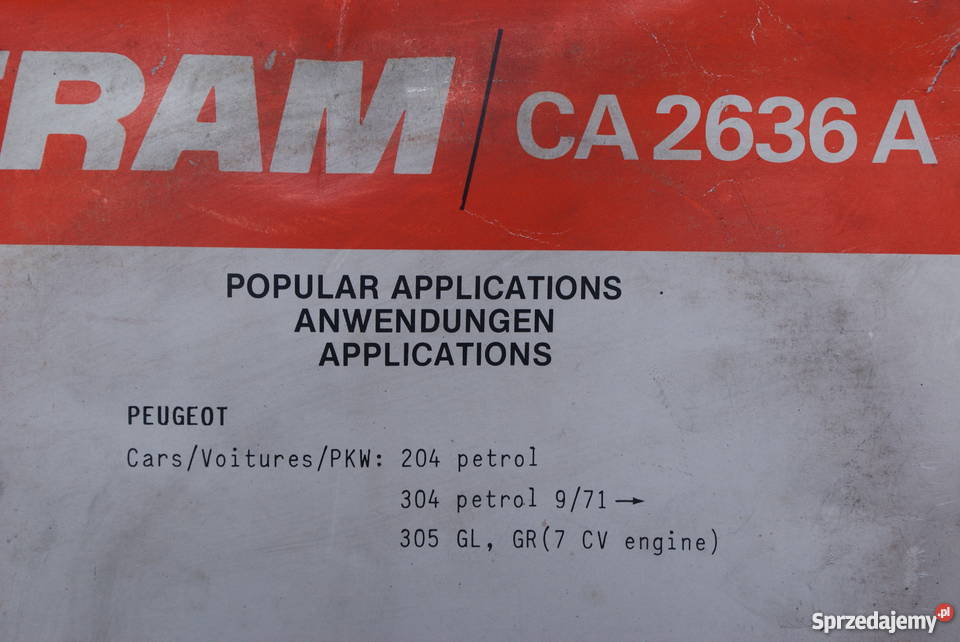 FRAM / CA 2636 A
POPULAR APPLICATIONS
ANWENDUNGEN
APPLICATIONS
PEUGEOT
Cars/Voitures/PKW: 204 petrol
304 petrol 9/71 →
305 GL, GR(7 CV engine)
Sprzedajemy.pl